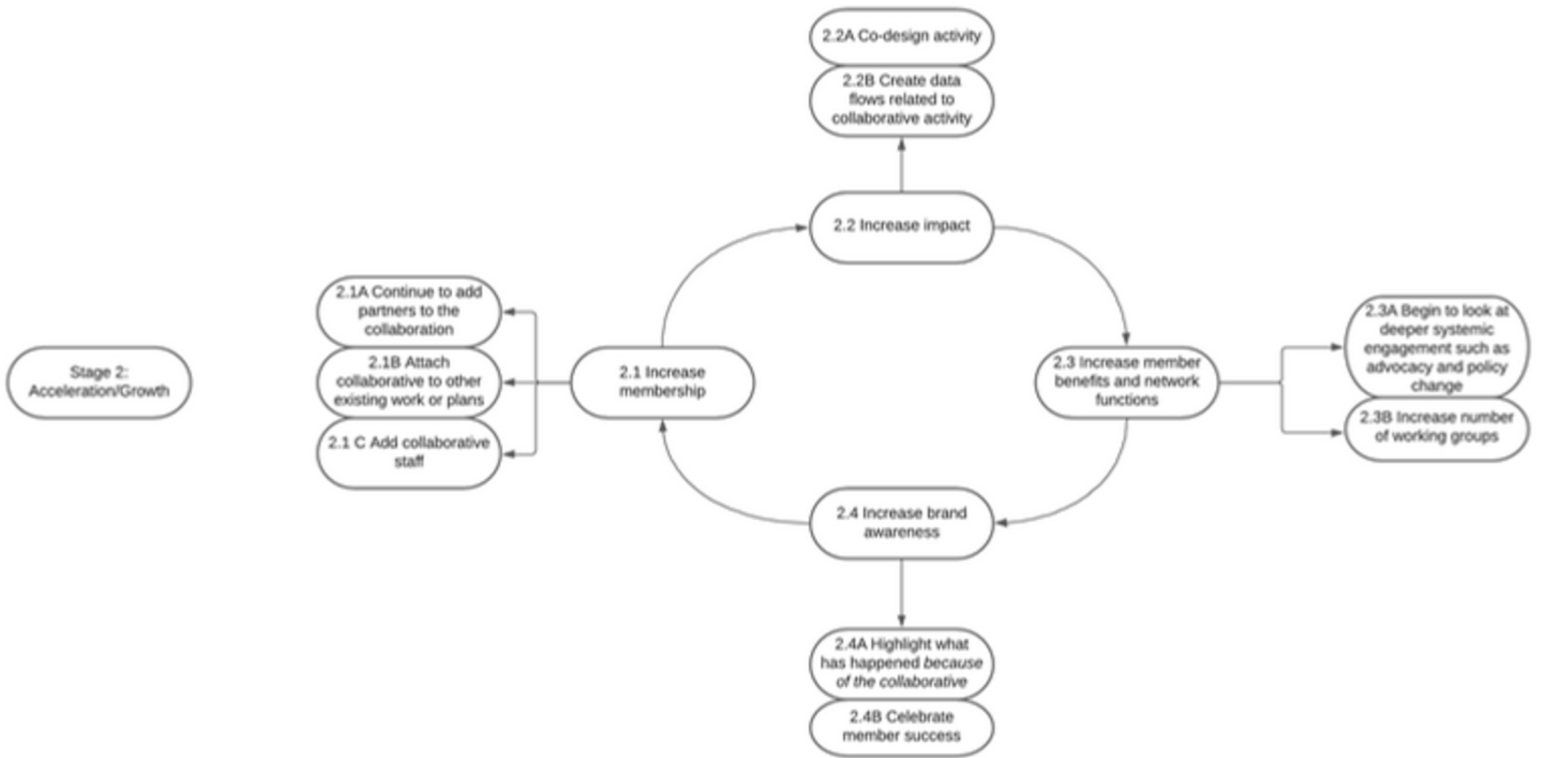 2.2A Co-design activity
2.2B Create data
flows related to
collaborative activity
2.2 Increase impact
2.1A Continue to add
partners to the
collaboration
2.1B Attach
collaborative to other
existing work or plans
2.1 C Add collaborative
staff
Stage 2:
Acceleration/Growth
2.1 Increase
membership
2.3 Increase member
benefits and network
functions
2.3A Begin to look at
deeper systemic
engagement such as
advocacy and policy
change
2.3B Increase number
of working groups
2.4 Increase brand
awareness
2.4A Highlight what
has happened because
of the collaborative
2.4B Celebrate
member success